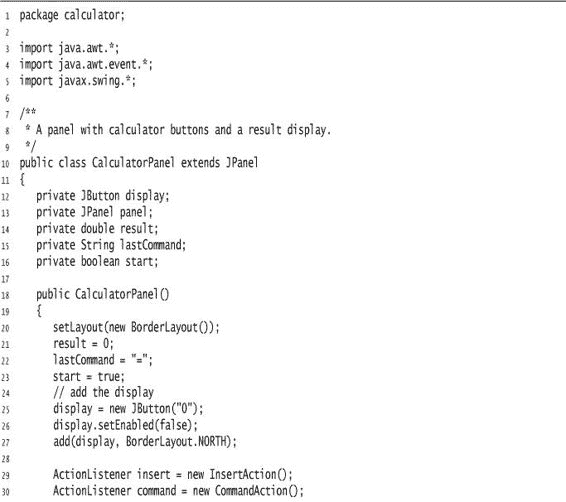 1 package calculator;
2
3 import java.awt.*;
4 import java.awt.event.*;
5 import javax.swing.*;
6
7 /**
8  * A panel with calculator buttons and a result display.
9  */
10 public class CalculatorPanel extends JPanel
11 {
12    private JButton display;
13    private JPanel panel;
14    private double result;
15    private String lastCommand;
16    private boolean start;
17
18    public CalculatorPanel()
19    {
20       setLayout(new BorderLayout());
21       result = 0;
22       lastCommand = "=";
23       start = true;
24       // add the display
25       display = new JButton("0");
26       display.setEnabled(false);
27       add(display, BorderLayout.NORTH);
28
29       ActionListener insert = new InsertAction();
30       ActionListener command = new CommandAction();